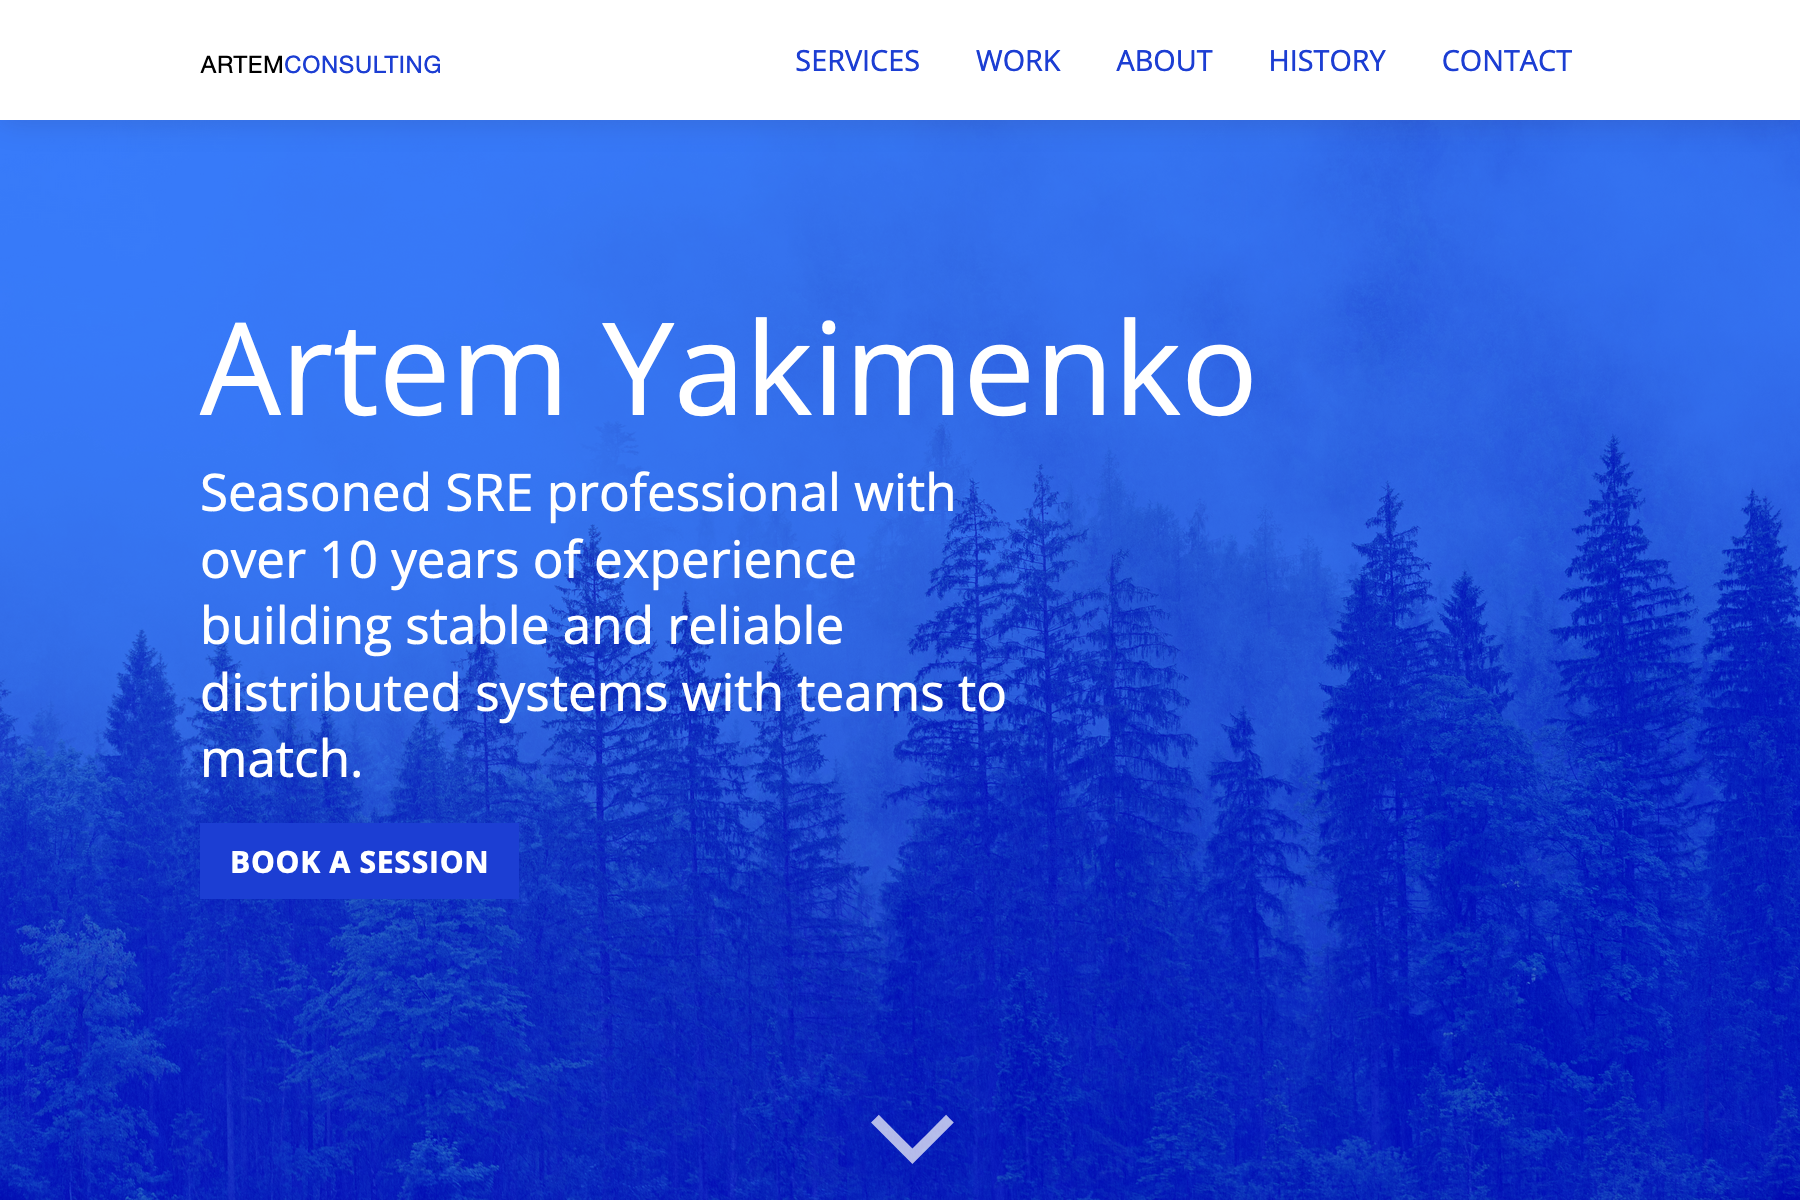 ARTEMCONSULTING
SERVICES WORK ABOUT HISTORY CONTACT
Artem Yakimenko
Seasoned SRE professional with
over 10 years of experience
building stable and reliable
distributed systems with teams to
match.
BOOK A SESSION